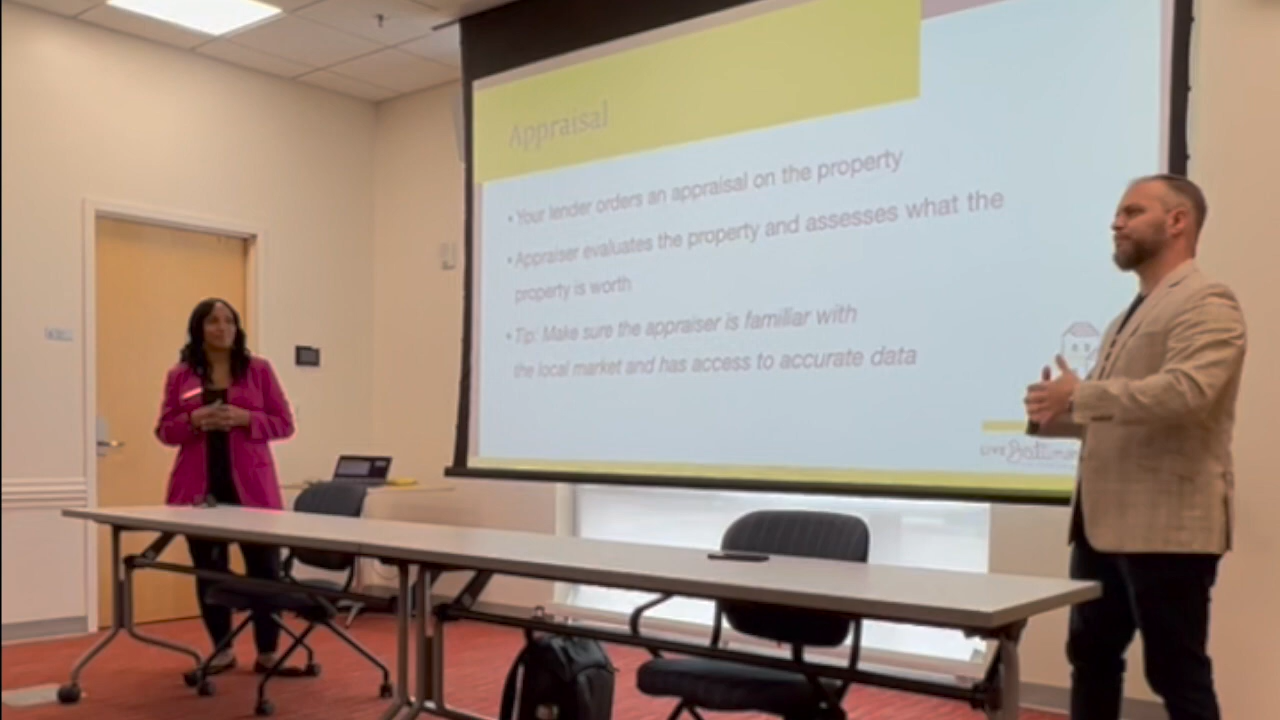 Appraisal
• Your lender orders an appraisal on the property
• Appraiser evaluates the property and assesses what the
property is worth
• Tip: Make sure the appraiser is familiar with
the local market and has access to accurate data
LIVE